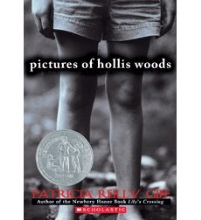 pictures of hollis woods
PATRICIA REILLY GIFF
Author of the Newbery Honor Book Lily's Crossing
SCHOLASTIC